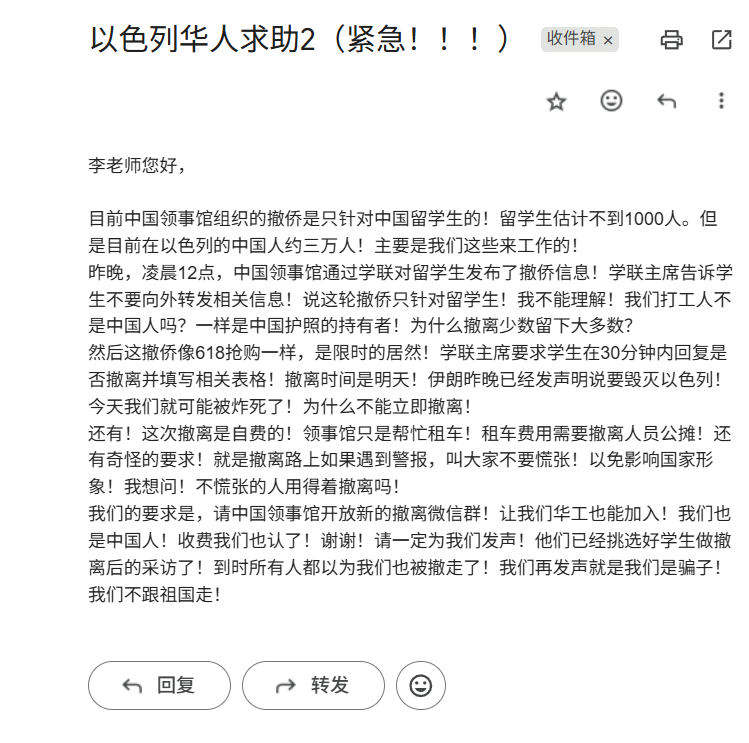 以色列华人求助2（紧急！！！）
收件箱 ×
李老师您好，
目前中国领事馆组织的撤侨是只针对中国留学生的！留学生估计不到1000人。但
是目前在以色列的中国人约三万人！主要是我们这些来工作的！
昨晚，凌晨12点，中国领事馆通过学联对留学生发布了撤侨信息！学联主席告诉学
生不要向外转发相关信息！说这轮撤侨只针对留学生！我不能理解！我们打工人不
是中国人吗？一样是中国护照的持有者！为什么撤离少数留下大多数？
然后这撤侨像618抢购一样，是限时的居然！学联主席要求学生在30分钟内回复是
否撤离并填写相关表格！撤离时间是明天！伊朗昨晚已经发声明说要毁灭以色列！
今天我们就可能被炸死了！为什么不能立即撤离！
还有！这次撤离是自费的！领事馆只是帮忙租车！租车费用需要撤离人员公摊！还
有奇怪的要求！就是撤离路上如果遇到警报，叫大家不要慌张！以免影响国家形
象！我想问！不慌张的人用得着撤离吗！
我们的要求是，请中国领事馆开放新的撤离微信群！让我们华工也能加入！我们也
是中国人！收费我们也认了！谢谢！请一定为我们发声！他们已经挑选好学生做撤
离后的采访了！到时所有人都以为我们也被撤走了！我们再发声就是我们是骗子！
我们不跟祖国走！
回复
转发